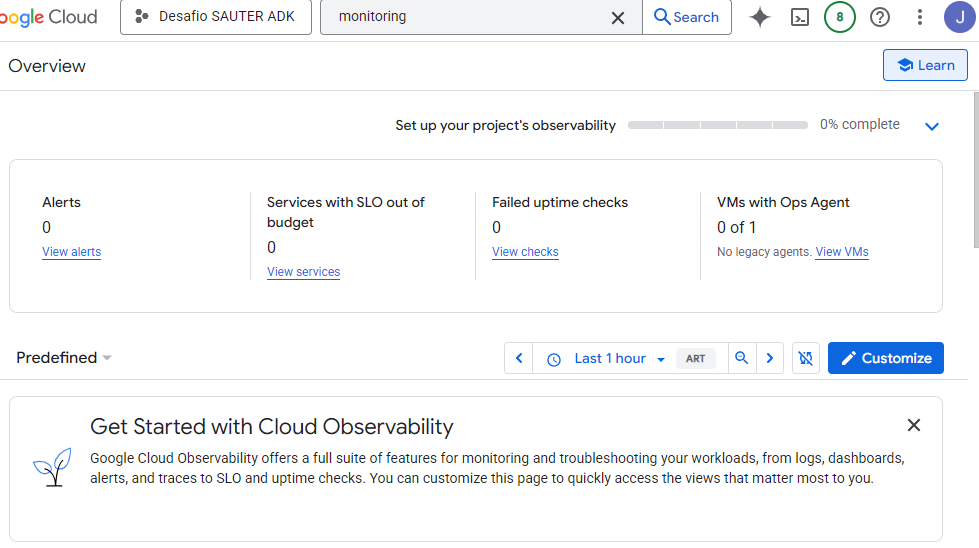 oogle Cloud
Desafio SAUTER ADK
monitoring
Search
8
J
Overview
Learn
Set up your project's observability
0% complete
Alerts
0
View alerts
Services with SLO out of
budget
0
View services
Failed uptime checks
0
View checks
VMs with Ops Agent
0 of 1
No legacy agents. View VMs
Predefined
Last 1 hour
ART
Customize
Get Started with Cloud Observability
Google Cloud Observability offers a full suite of features for monitoring and troubleshooting your workloads, from logs, dashboards,
alerts, and traces to SLO and uptime checks. You can customize this page to quickly access the views that matter most to you.